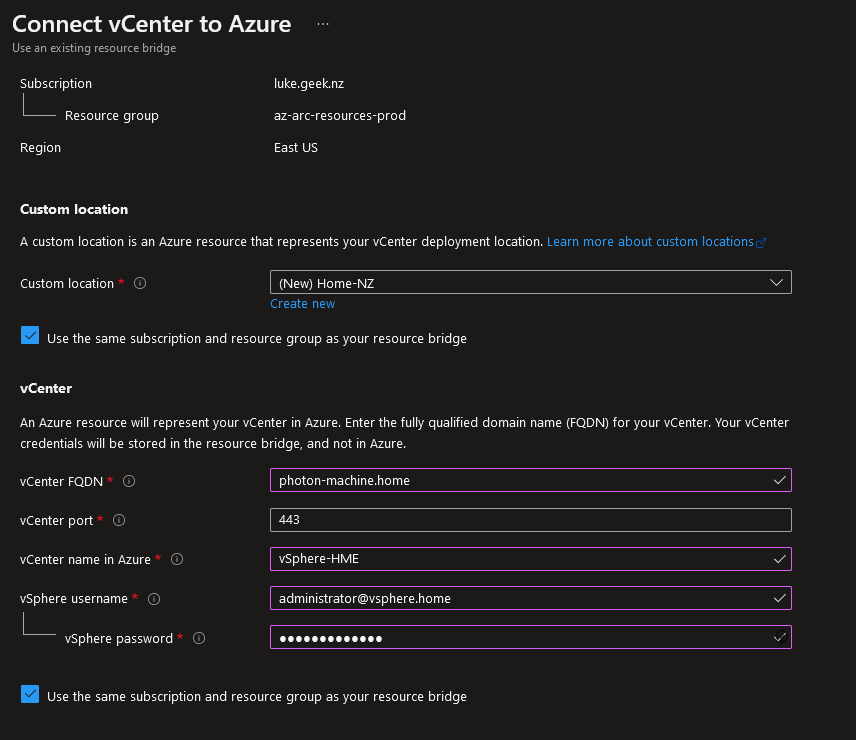 Connect vCenter to Azure ...
Use an existing resource bridge
Subscription luke.geek.nz
Resource group az-arc-resources-prod
Region East US
Custom location
A custom location is an Azure resource that represents your vCenter deployment location. Learn more about custom locations
Custom location * (New) Home-NZ
Create new
Use the same subscription and resource group as your resource bridge
vCenter
An Azure resource will represent your vCenter in Azure. Enter the fully qualified domain name (FQDN) for your vCenter. Your vCenter
credentials will be stored in the resource bridge, and not in Azure.
vCenter FQDN * photon-machine.home
vCenter port * 443
vCenter name in Azure * vSphere-HME
vSphere username * administrator@vsphere.home
vSphere password * ●●●●●●●●●●●●●
Use the same subscription and resource group as your resource bridge